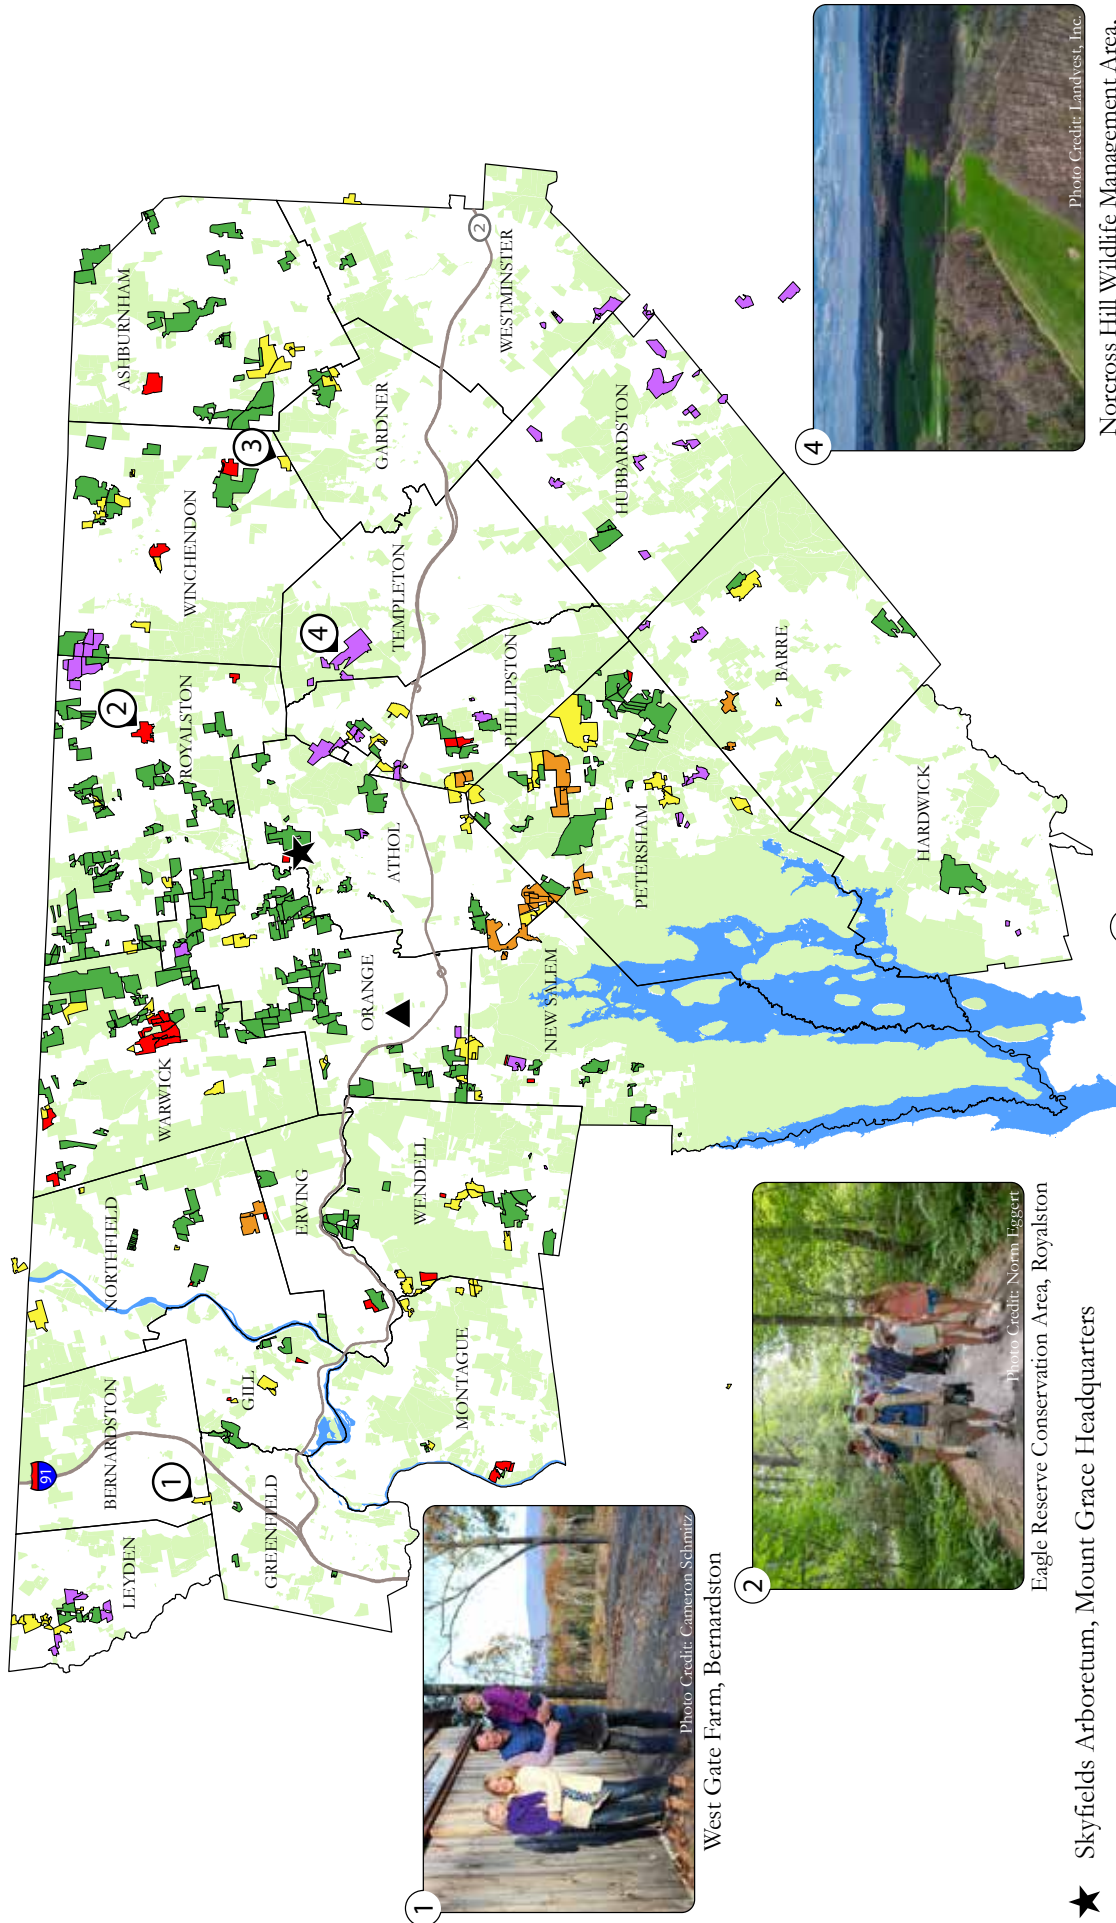 ASHBURNHAM
WINCHENDON
ROYALSTON
WARWICK
NORTHFIELD
BERNARDSTON
LEYDEN
GREENFIELD
GILL
ERVING
ORANGE
ATHOL
TEMPLETON
GARDNER
WESTMINSTER
HUBBARDSTON
PHILLIPSTON
BARRE
PETERSHAM
HARDWICK
NEW SALEM
WENDELL
MONTAGUE
91
2
1
2
3
4
1
Photo Credit: Cameron Schmitz
West Gate Farm, Bernardston
2
Photo Credit: Norm Eggert
Eagle Reserve Conservation Area, Royalston
4
Photo Credit: Landvest, Inc.
Norcross Hill Wildlife Management Area,
Skyfields Arboretum, Mount Grace Headquarters